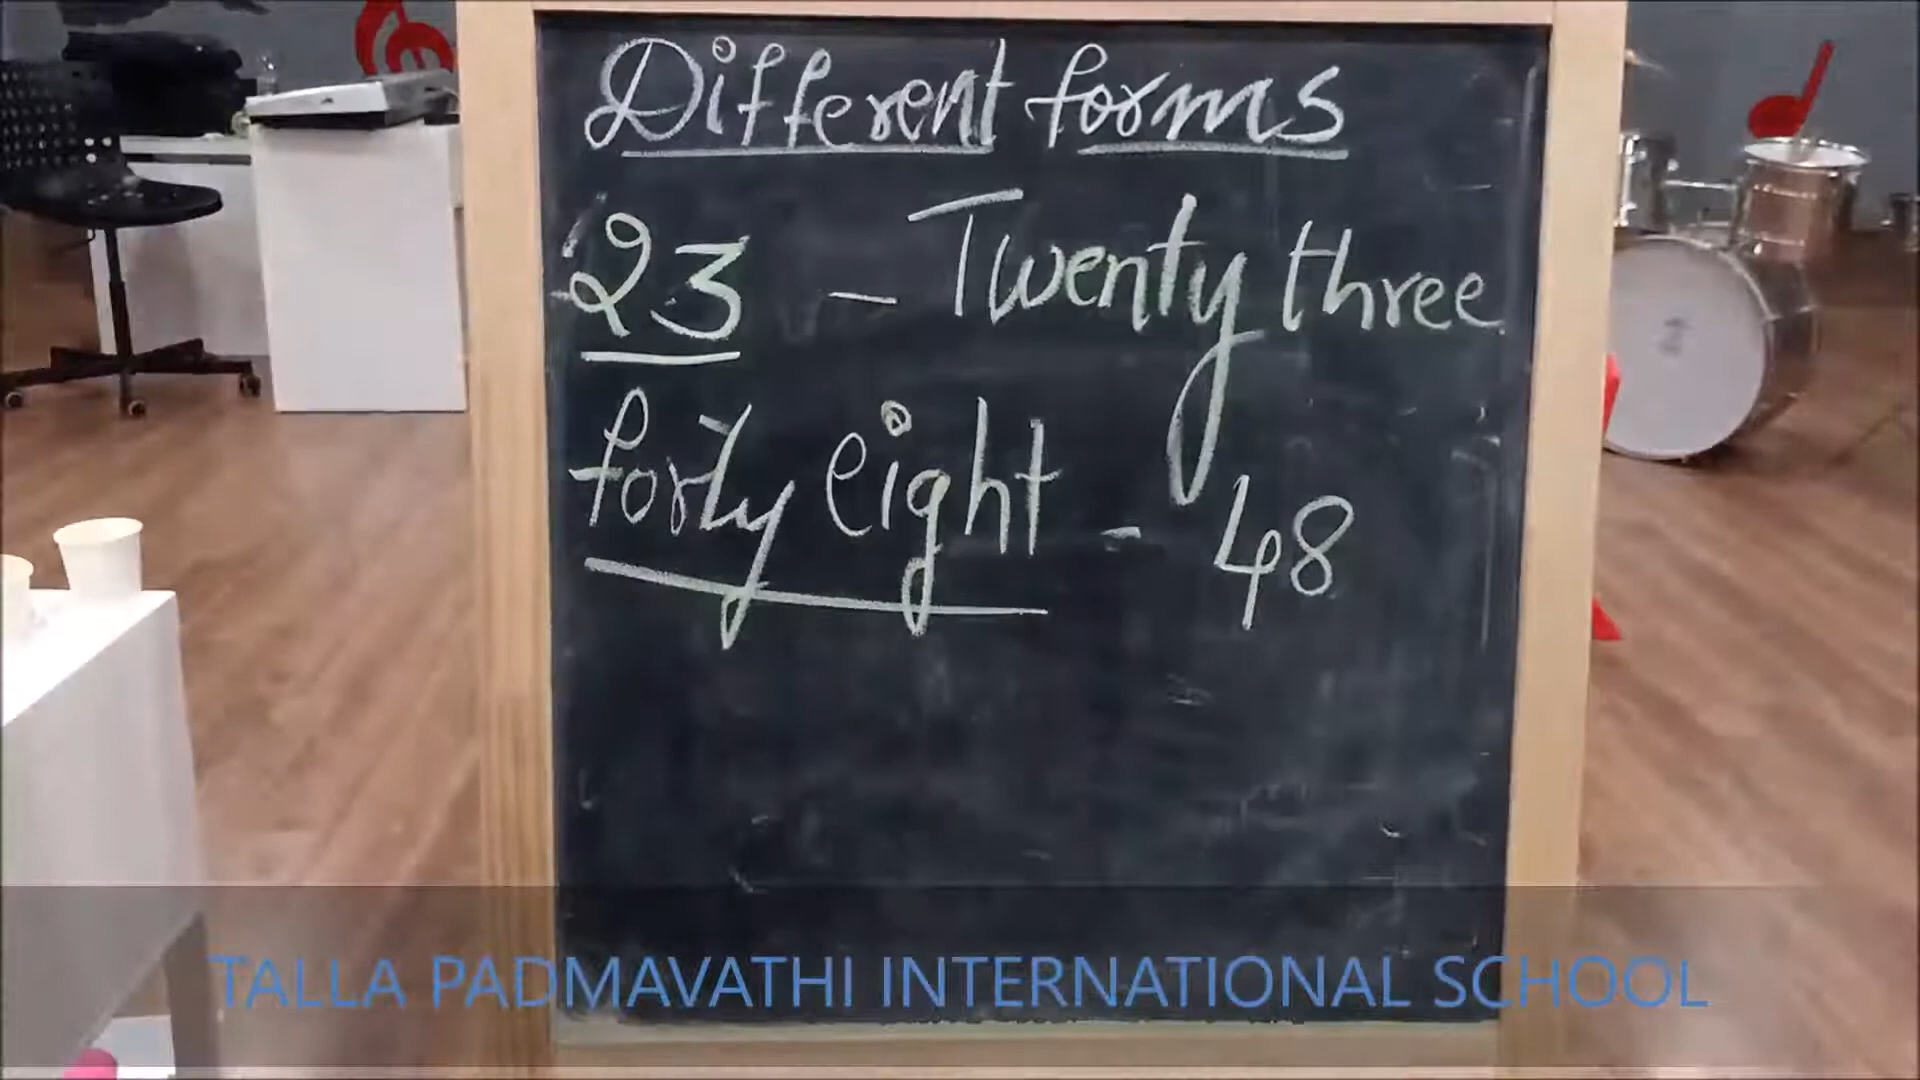 Different forms
23 - Twenty three
forty eight - 48
TALLA PADMAVATHI INTERNATIONAL SCHOOL